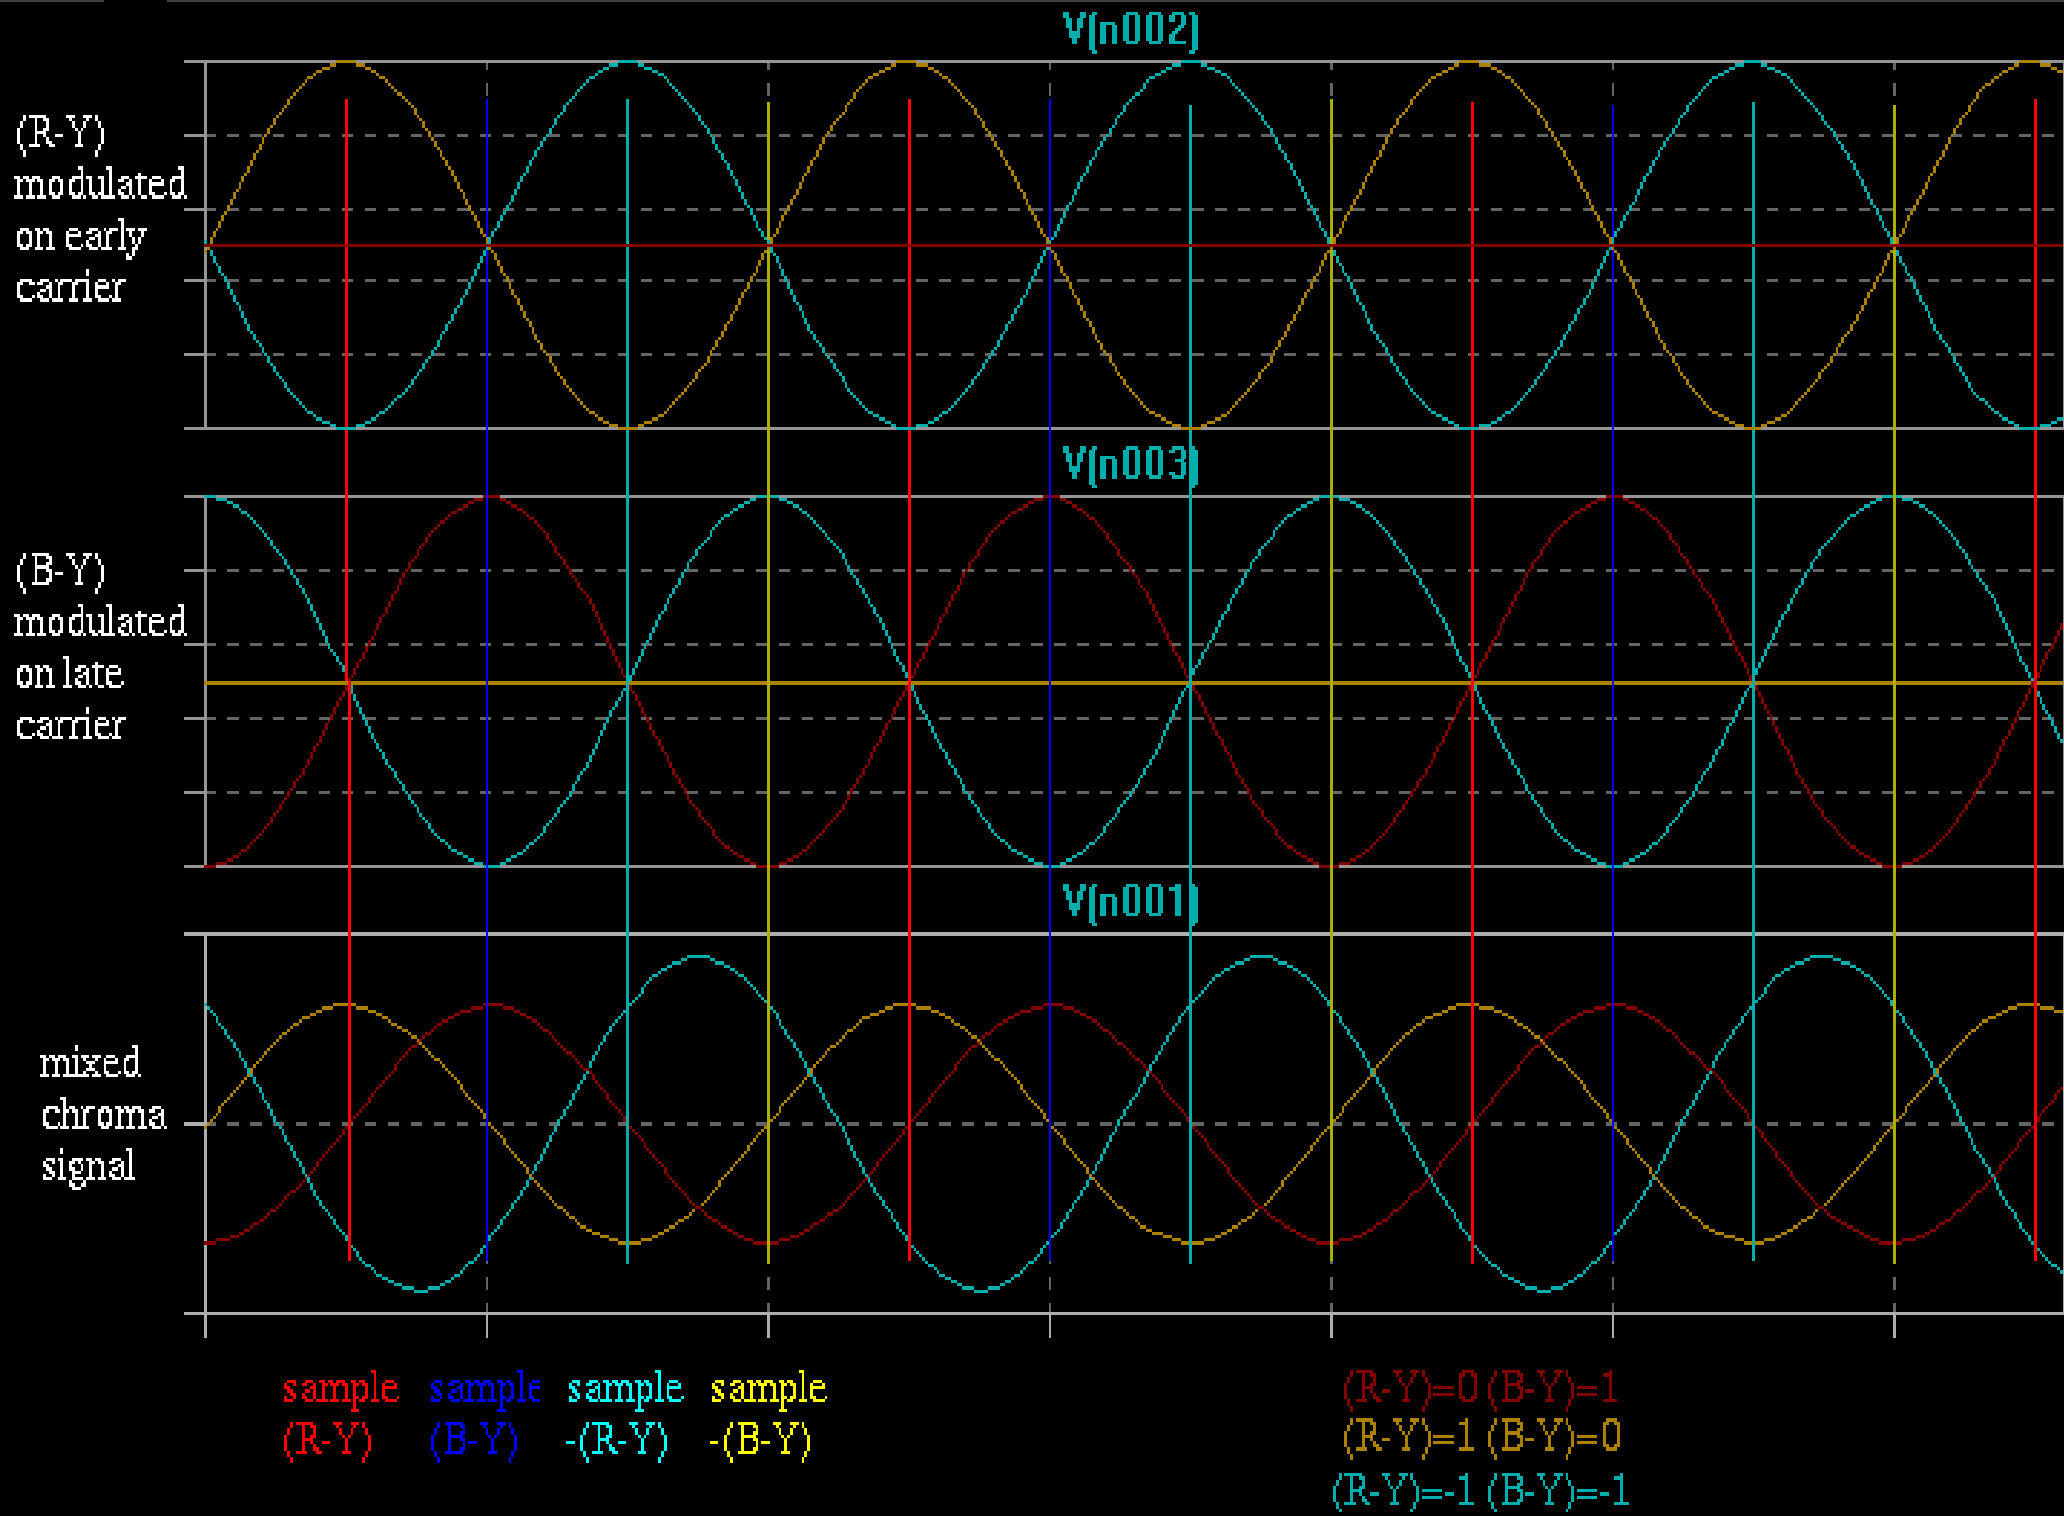 V(n002)
(R-Y)
modulated
on early
carrier
V(n003)
(B-Y)
modulated
on late
carrier
V(n001)
mixed
chroma
signal
sample sample sample sample
(R-Y) (B-Y) -(R-Y) -(B-Y)
(R-Y)=0 (B-Y)=1
(R-Y)=1 (B-Y)=0
(R-Y)=-1 (B-Y)=-1